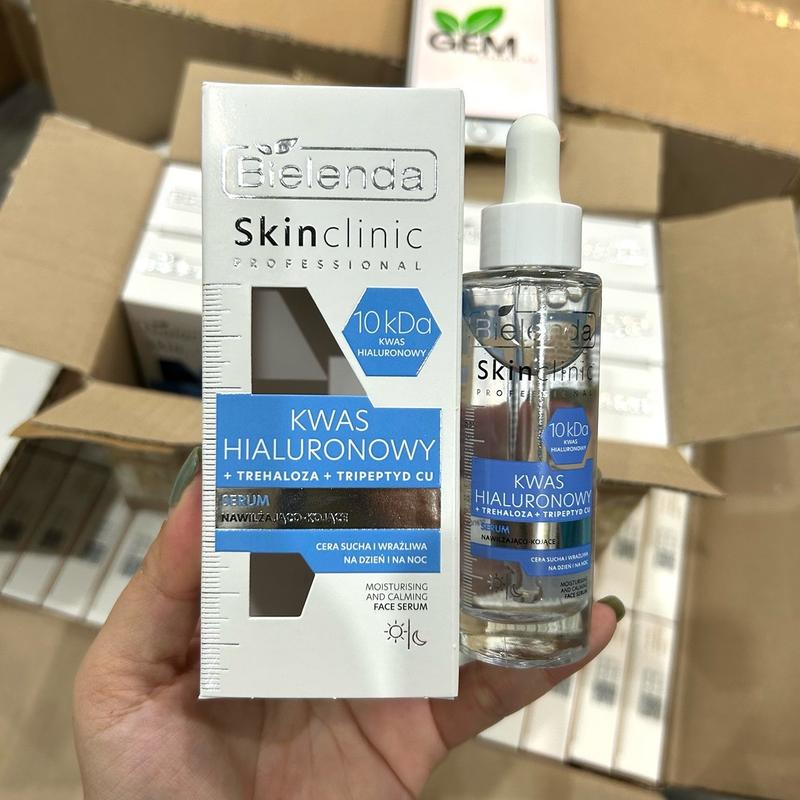 GEM
Bielenda
Skinclinic
PROFESSIONAL
10 kDa
KWAS
HIALURONOWY
KWAS
HIALURONOWY
+ TREHALOZA + TRIPEPTYD CU
SERUM
NAWILŻAJĄCO-KOJĄCE
CERA SUCHA I WRAŻLIWA
NA DZIEŃ I NA NOC
MOISTURISING
AND CALMING
FACE SERUM
Bielenda
Skinclinic
PROFESSIONAL
10 kDa
KWAS
HIALURONOWY
KWAS
HIALURONOWY
+ TREHALOZA + TRIPEPTYD CU
SERUM
NAWILŻAJĄCO-KOJĄCE
CERA SUCHA I WRAŻLIWA
NA DZIEŃ I NA NOC
MOISTURISING
AND CALMING
FACE SERUM